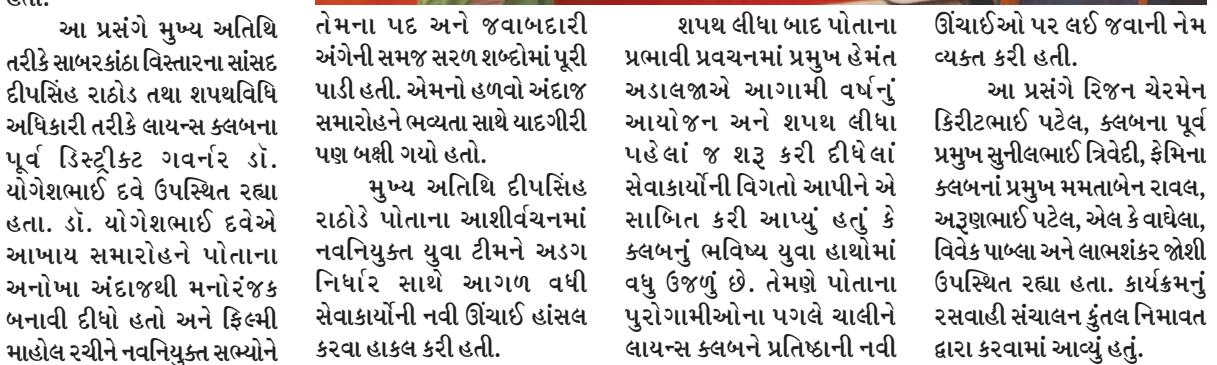 હતા.
આ પ્રસંગે મુખ્ય અતિથિ
તરીકે સાબરકાંઠા વિસ્તારના સાંસદ
દીપસિંહ રાઠોડ તથા શપથવિધિ
અધિકારી તરીકે લાયન્સ ક્લબના
પૂર્વ ડિસ્ટ્રીક્ટ ગવર્નર ડૉ.
યોગેશભાઈ દવે ઉપસ્થિત રહ્યા
હતા. ડૉ. યોગેશભાઈ દવેએ
આખાય સમારોહને પોતાના
અનોખા અંદાજથી મનોરંજક
બનાવી દીધો હતો અને ફિલ્મી
માહોલ રચીને નવનિયુક્ત સભ્યોને
તેમના પદ અને જવાબદારી
અંગેની સમજ સરળ શબ્દોમાં પૂરી
પાડી હતી. એમનો હળવો અંદાજ
સમારોહને ભવ્યતા સાથે યાદગીરી
પણ બક્ષી ગયો હતો.
મુખ્ય અતિથિ દીપસિંહ
રાઠોડે પોતાના આશીર્વચનમાં
નવનિયુક્ત યુવા ટીમને અડગ
નિર્ધાર સાથે આગળ વધી
સેવાકાર્યોની નવી ઊંચાઈ હાંસલ
કરવા હાકલ કરી હતી.
શપથ લીધા બાદ પોતાના
પ્રભાવી પ્રવચનમાં પ્રમુખ હેમંત
અડાલજાએ આગામી વર્ષનું
આયોજન અને શપથ લીધા
પહેલાં જ શરૂ કરી દીધેલાં
સેવાકાર્યોની વિગતો આપીને એ
સાબિત કરી આપ્યું હતું કે
ક્લબનું ભવિષ્ય યુવા હાથોમાં
વધુ ઉજળું છે. તેમણે પોતાના
પુરોગામીઓના પગલે ચાલીને
લાયન્સ ક્લબને પ્રતિષ્ઠાની નવી
ઊંચાઈઓ પર લઈ જવાની નેમ
વ્યક્ત કરી હતી.
આ પ્રસંગે રિજન ચેરમેન
કિરીટભાઈ પટેલ, ક્લબના પૂર્વ
પ્રમુખ સુનીલભાઈ ત્રિવેદી, ફેમિના
ક્લબનાં પ્રમુખ મમતાબેન રાવલ,
અરૂણભાઈ પટેલ, એલ કે વાઘેલા,
વિવેક પાબ્લા અને લાભશંકર જોશી
ઉપસ્થિત રહ્યા હતા. કાર્યક્રમનું
રસવાહી સંચાલન કુંતલ નિમાવત
દ્વારા કરવામાં આવ્યું હતું.